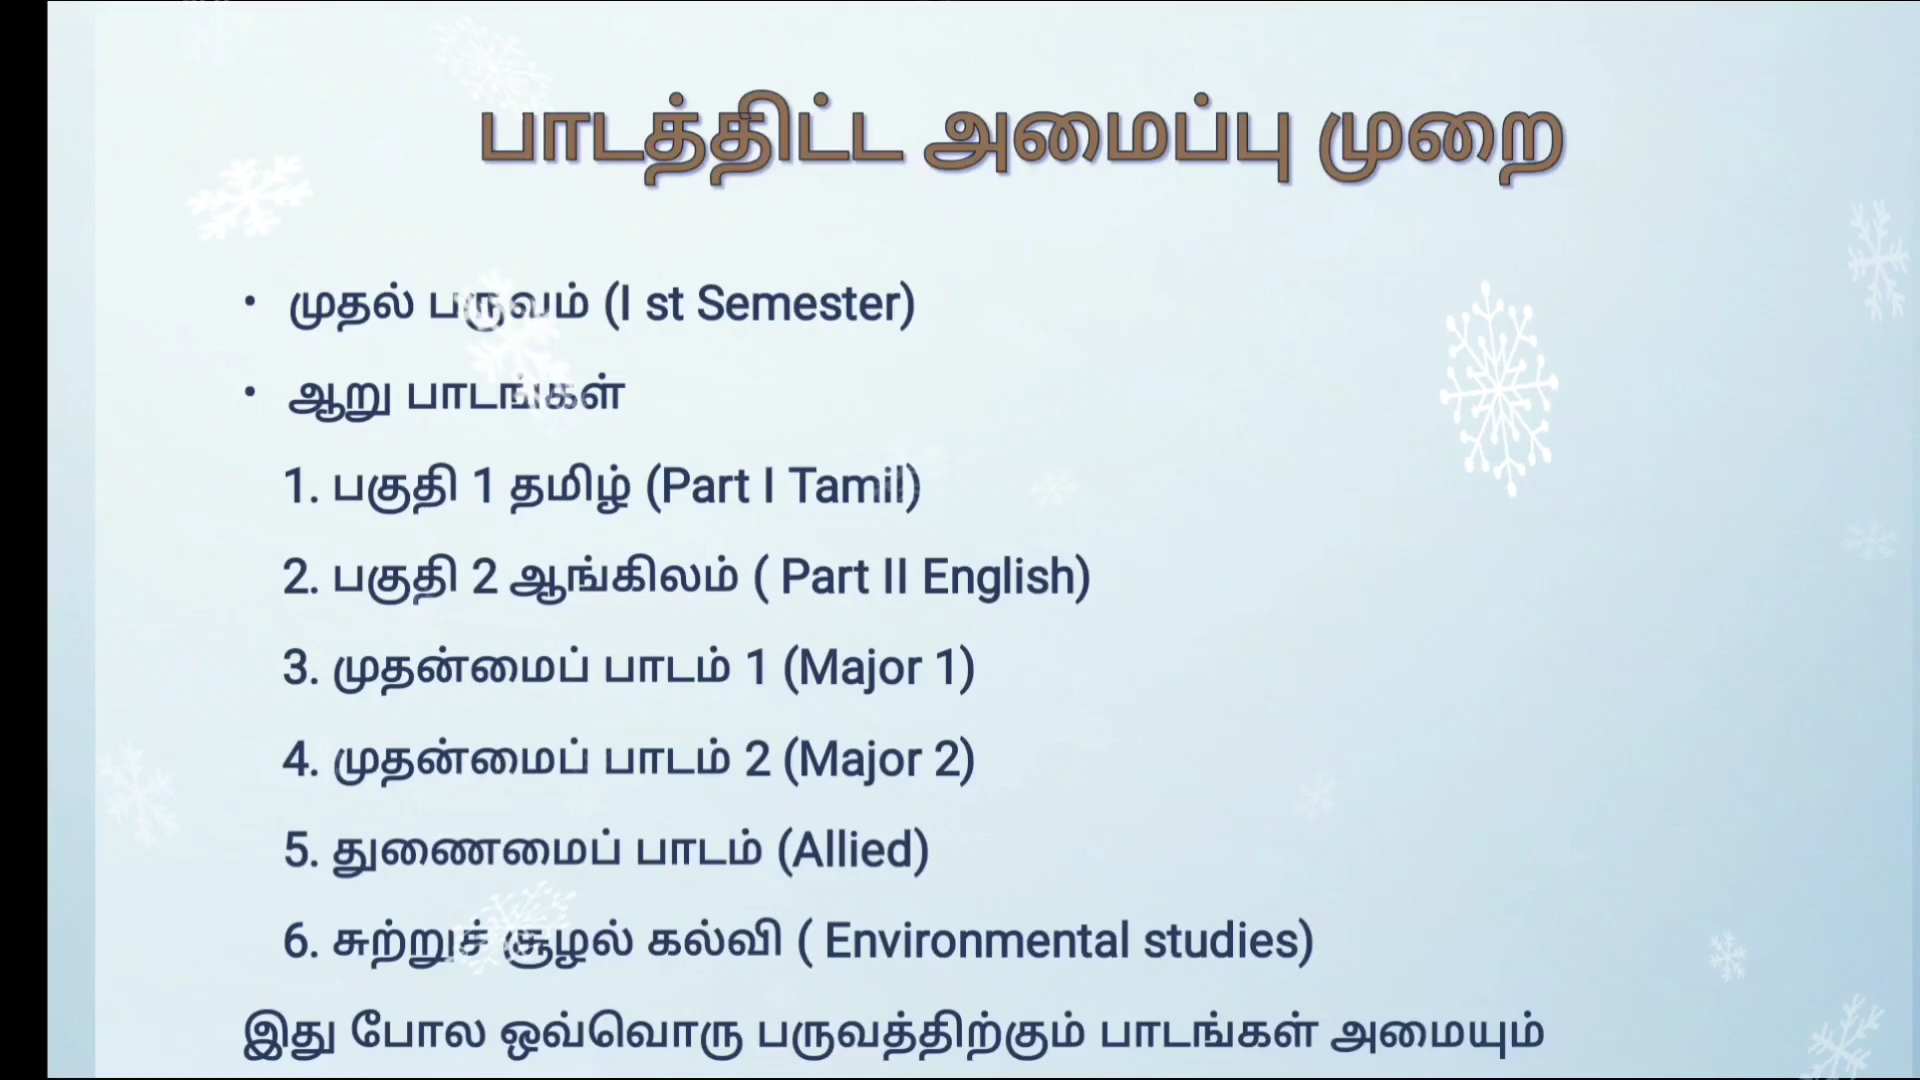 பாடத்திட்ட அமைப்பு முறை
• முதல் பருவம் (I st Semester)
• ஆறு பாடங்கள்
1. பகுதி 1 தமிழ் (Part I Tamil)
2. பகுதி 2 ஆங்கிலம் ( Part II English)
3. முதன்மைப் பாடம் 1 (Major 1)
4. முதன்மைப் பாடம் 2 (Major 2)
5. துணைமைப் பாடம் (Allied)
6. சுற்றுச் சூழல் கல்வி ( Environmental studies)
இது போல ஒவ்வொரு பருவத்திற்கும் பாடங்கள் அமையும்